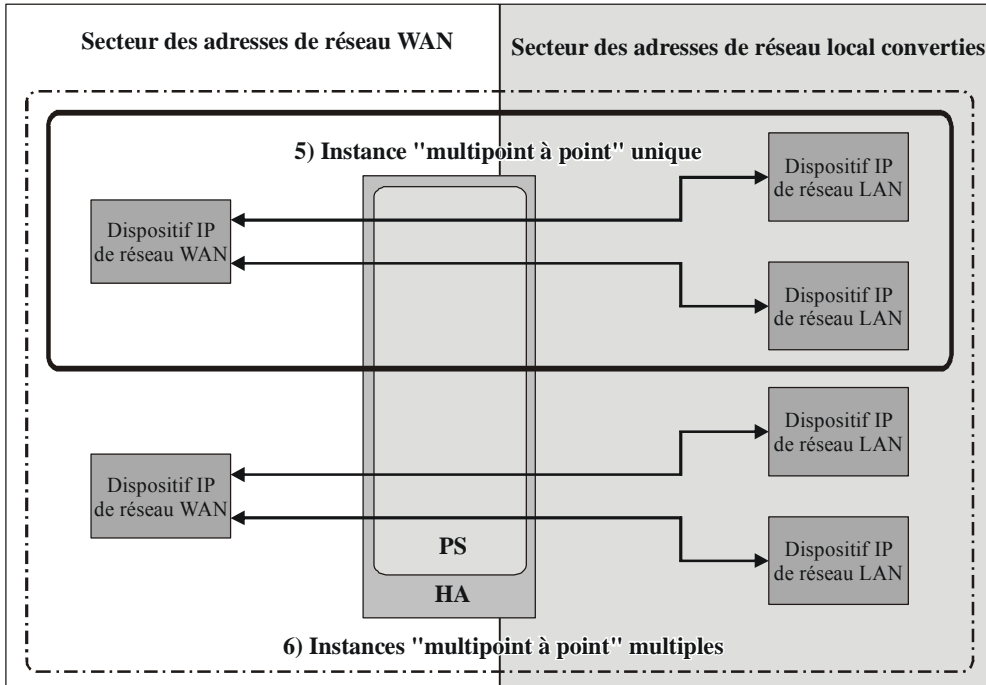 Secteur des adresses de réseau WAN
Secteur des adresses de réseau local converties
5) Instance "multipoint à point" unique
Dispositif IP
de réseau WAN
Dispositif IP
de réseau LAN
Dispositif IP
de réseau LAN
Dispositif IP
de réseau WAN
Dispositif IP
de réseau LAN
Dispositif IP
de réseau LAN
PS
HA
6) Instances "multipoint à point" multiples